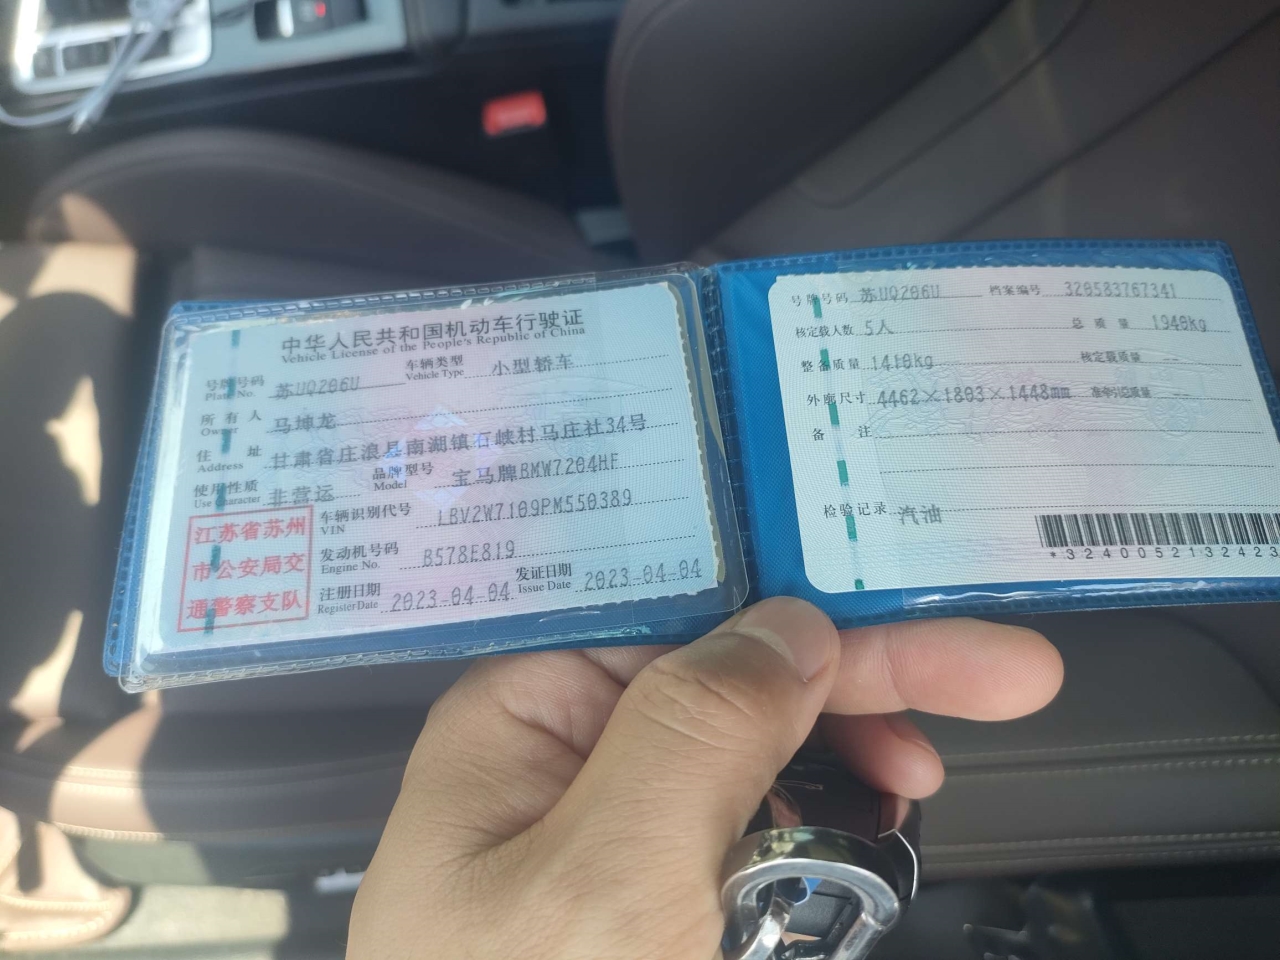 中华人民共和国机动车行驶证
Vehicle License of the People's Republic of China
号牌号码 苏UQ206U 车辆类型 小型轿车
Plate No. Vehicle Type
所有人 马坤龙
Owner
住址 甘肃省庄浪县南湖镇石峡村马庄社34号
Address
使用性质 非营运 品牌型号 宝马牌BMW7204HF
Use Character Model
车辆识别代号 LBV2W7109PM550389
VIN
发动机号码 B578E819
Engine No.
注册日期 2023-04-04 发证日期 2023-04-04
Register Date Issue Date
江苏省苏州
市公安局交
通警察支队
号牌号码 苏UQ206U 档案编号 320583767341
核定载人数 5人 总质量 1940kg
整备质量 1410kg 核定载质量 --
外廓尺寸 4462×1803×1448mm 准牵引总质量 --
备注
检验记录 汽油
*3240052132423